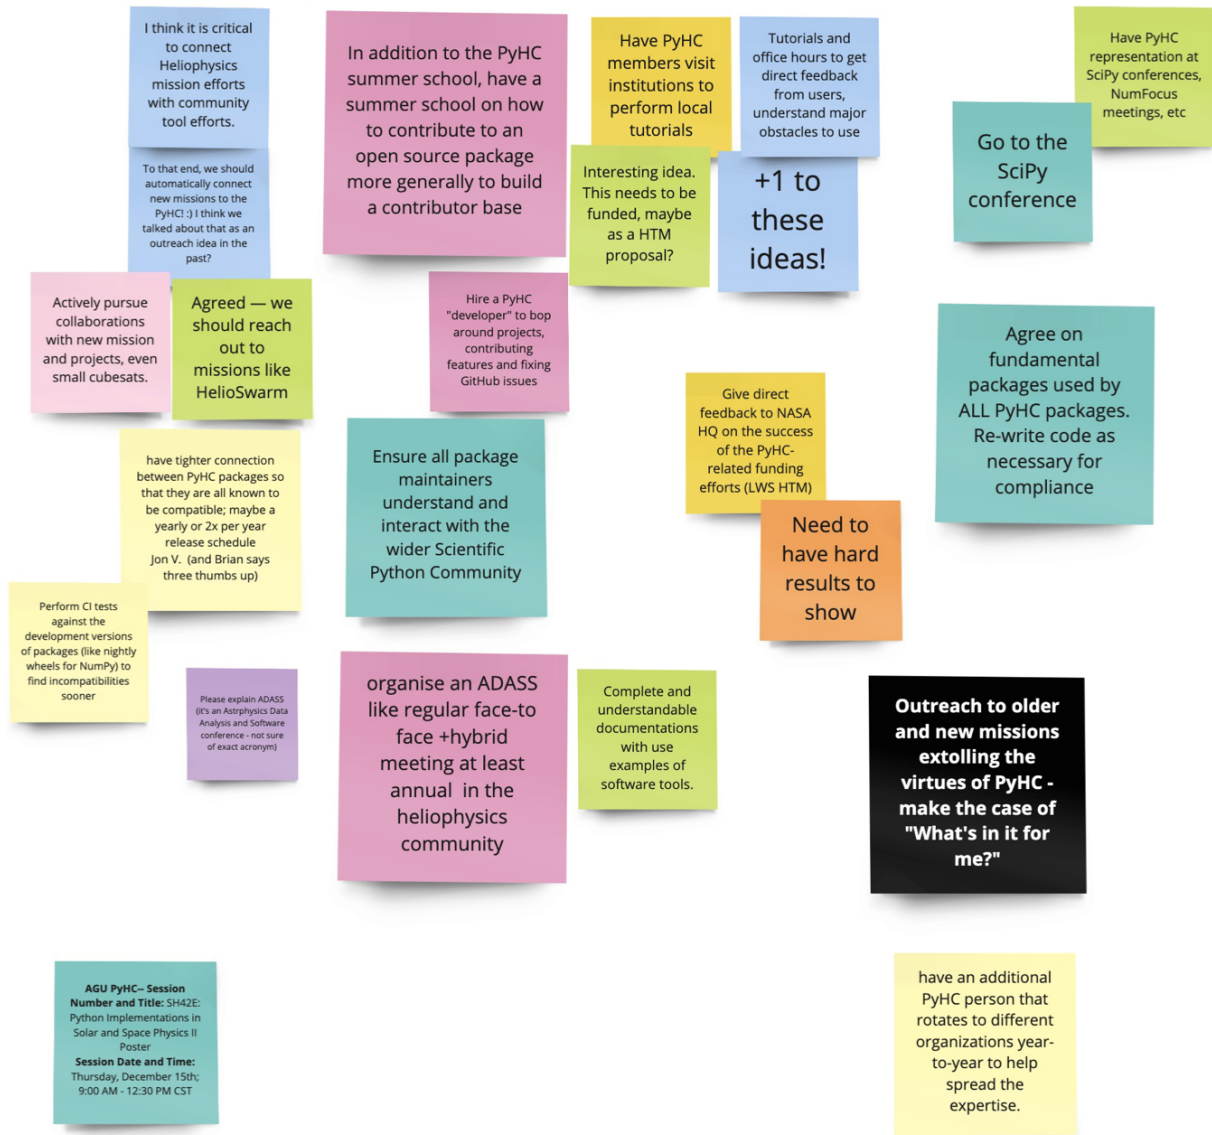 I think it is critical
to connect
Heliophysics
mission efforts
with community
tool efforts.
To that end, we should
automatically connect
new missions to the
PyHC! :) I think we
talked about that as an
outreach idea in the
past?
Actively pursue
collaborations
with new mission
and projects, even
small cubesats.
Agreed — we
should reach
out to
missions like
HelioSwarm
have tighter connection
between PyHC packages so
that they are all known to
be compatible; maybe a
yearly or 2x per year
release schedule
Jon V. (and Brian says
three thumbs up)
Perform CI tests
against the
development versions
of packages (like nightly
wheels for NumPy) to
find incompatibilities
sooner
Please explain ADASS
(it's an Astrphysics Data
Analysis and Software
conference - not sure
of exact acronym)
In addition to the PyHC
summer school, have a
summer school on how
to contribute to an
open source package
more generally to build
a contributor base
Hire a PyHC
"developer" to bop
around projects,
contributing
features and fixing
GitHub issues
Ensure all package
maintainers
understand and
interact with the
wider Scientific
Python Community
organise an ADASS
like regular face-to
face +hybrid
meeting at least
annual in the
heliophysics
community
Complete and
understandable
documentations
with use
examples of
software tools.
Have PyHC
members visit
institutions to
perform local
tutorials
Tutorials and
office hours to get
direct feedback
from users,
understand major
obstacles to use
Interesting idea.
This needs to be
funded, maybe
as a HTM
proposal?
+1 to
these
ideas!
Give direct
feedback to NASA
HQ on the success
of the PyHC-
related funding
efforts (LWS HTM)
Need to
have hard
results to
show
Have PyHC
representation at
SciPy conferences,
NumFocus
meetings, etc
Go to the
SciPy
conference
Agree on
fundamental
packages used by
ALL PyHC packages.
Re-write code as
necessary for
compliance
Outreach to older
and new missions
extolling the
virtues of PyHC -
make the case of
"What's in it for
me?"
have an additional
PyHC person that
rotates to different
organizations year-
to-year to help
spread the
expertise.
AGU PyHC-- Session
Number and Title: SH42E:
Python Implementations in
Solar and Space Physics II
Poster
Session Date and Time:
Thursday, December 15th;
9:00 AM - 12:30 PM CST